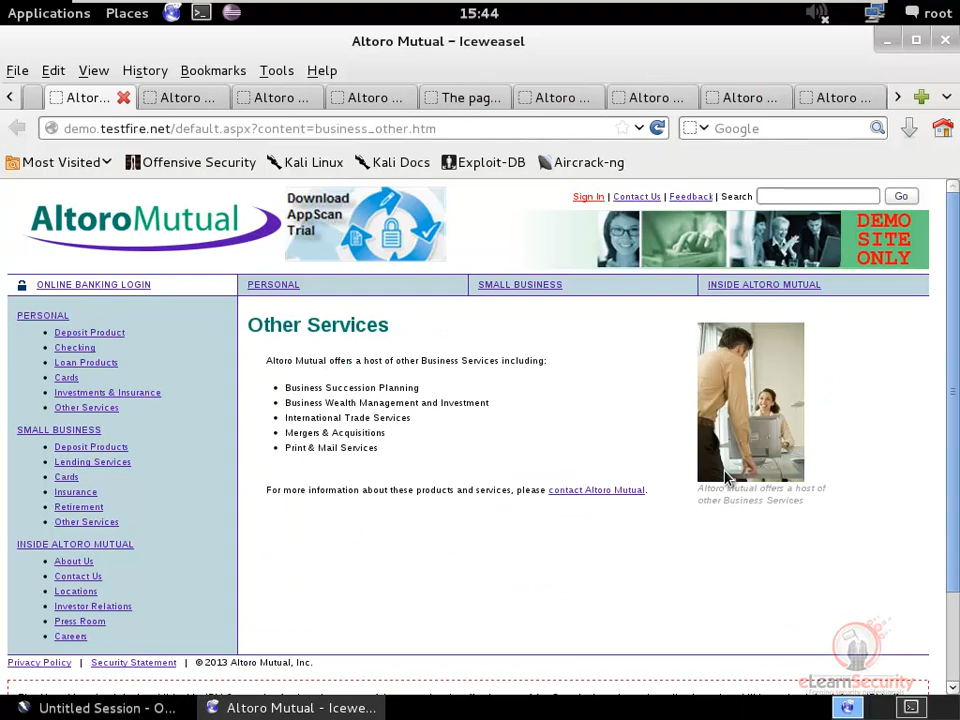 Applications Places 15:44 root
Altoro Mutual – Iceweasel
File Edit View History Bookmarks Tools Help
Altor... Altoro ... Altoro ... Altoro ... The pag... Altoro ... Altoro ... Altoro ... Altoro ...
demo.testfire.net/default.aspx?content=business_other.htm Google
Most Visited Offensive Security Kali Linux Kali Docs Exploit-DB Aircrack-ng
Sign In | Contact Us | Feedback | Search Go
AltoroMutual
Download
AppScan
Trial
DEMO
SITE
ONLY
ONLINE BANKING LOGIN PERSONAL SMALL BUSINESS INSIDE ALTORO MUTUAL
PERSONAL
Deposit Product
Checking
Loan Products
Cards
Investments & Insurance
Other Services
SMALL BUSINESS
Deposit Products
Lending Services
Cards
Insurance
Retirement
Other Services
INSIDE ALTORO MUTUAL
About Us
Contact Us
Locations
Investor Relations
Press Room
Careers
Other Services
Altoro Mutual offers a host of other Business Services including:
Business Succession Planning
Business Wealth Management and Investment
International Trade Services
Mergers & Acquisitions
Print & Mail Services
For more information about these products and services, please contact Altoro Mutual.
Altoro Mutual offers a host of
other Business Services
Privacy Policy | Security Statement | © 2013 Altoro Mutual, Inc.
eLearnSecurity
Untitled Session - O... Altoro Mutual - Icewe...